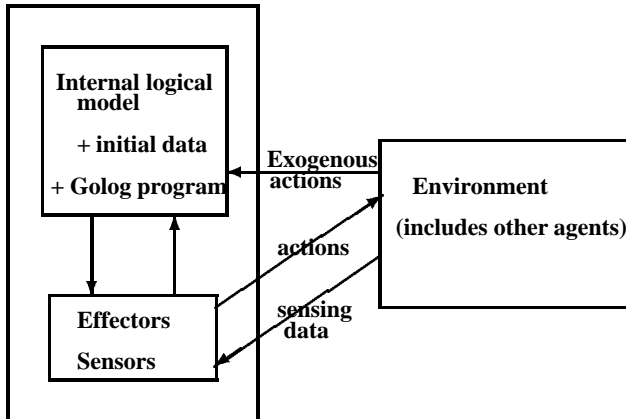 Internal logical
model
+ initial data
+ Golog program
Exogenous
actions
Environment
(includes other agents)
actions
sensing
data
Effectors
Sensors